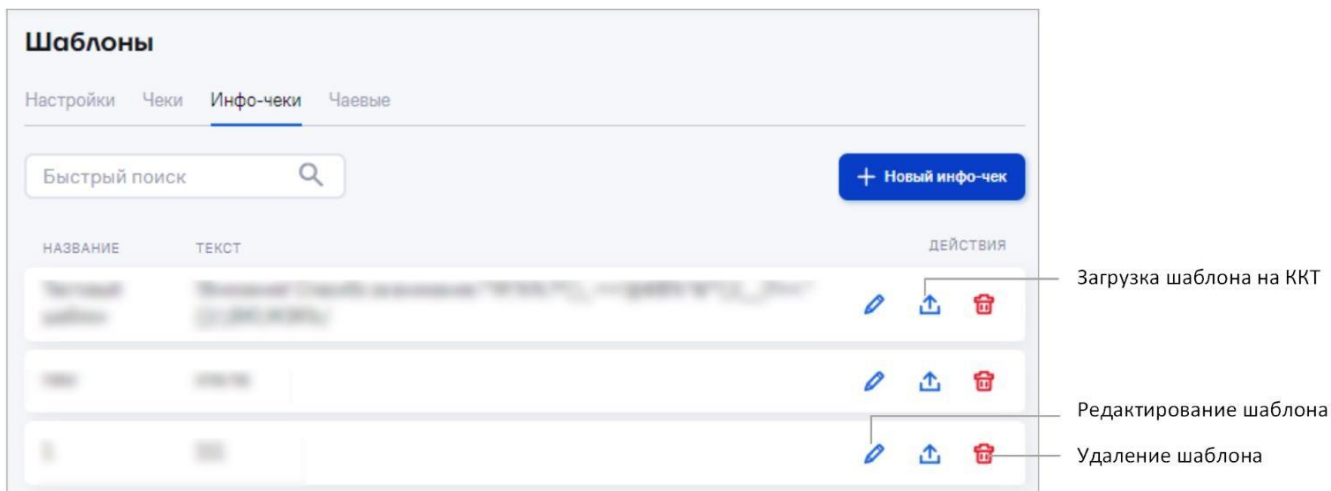 Шаблоны
Настройки Чеки Инфо-чеки Чаевые
Быстрый поиск
+ Новый инфо-чек
НАЗВАНИЕ ТЕКСТ ДЕЙСТВИЯ
Загрузка шаблона на ККТ
Редактирование шаблона
Удаление шаблона